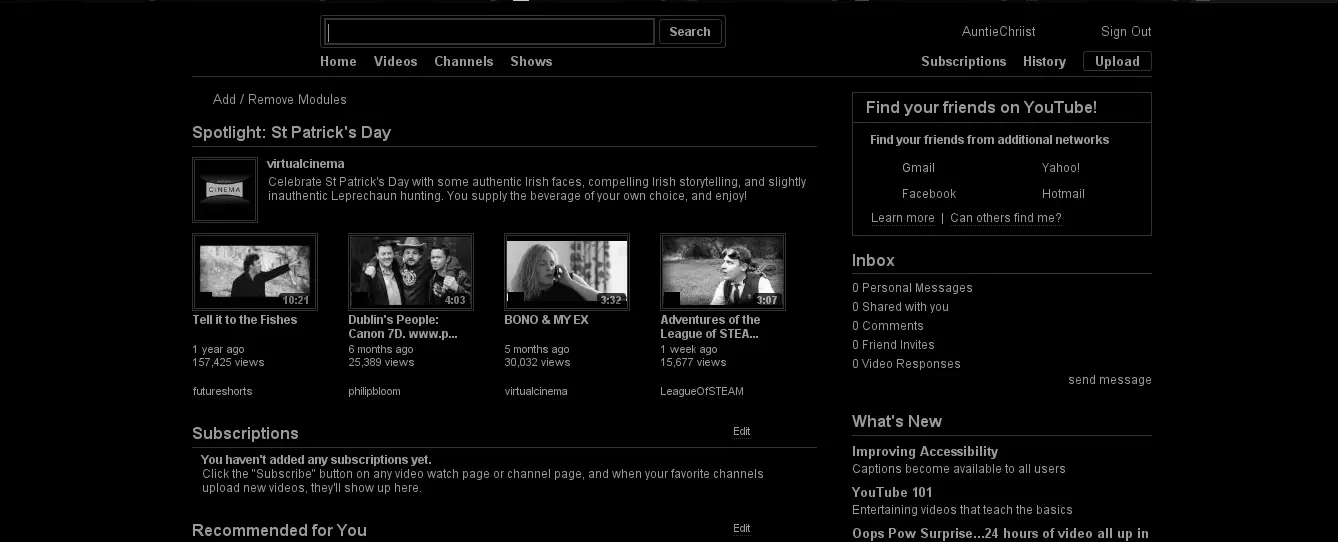 Search
AuntieChriist
Sign Out
Home Videos Channels Shows
Subscriptions History Upload
Add / Remove Modules
Spotlight: St Patrick's Day
CINEMA
virtualcinema
Celebrate St Patrick's Day with some authentic Irish faces, compelling Irish storytelling, and slightly
inauthentic Leprechaun hunting. You supply the beverage of your own choice, and enjoy!
10:21
Tell it to the Fishes
1 year ago
157,425 views
futureshorts
4:03
Dublin's People:
Canon 7D. www.p...
6 months ago
25,389 views
philipbloom
3:32
BONO & MY EX
5 months ago
30,032 views
virtualcinema
3:07
Adventures of the
League of STEA...
1 week ago
15,677 views
LeagueOfSTEAM
Subscriptions
Edit
You haven't added any subscriptions yet.
Click the "Subscribe" button on any video watch page or channel page, and when your favorite channels
upload new videos, they'll show up here.
Recommended for You
Edit
Find your friends on YouTube!
Find your friends from additional networks
Gmail Yahoo!
Facebook Hotmail
Learn more | Can others find me?
Inbox
0 Personal Messages
0 Shared with you
0 Comments
0 Friend Invites
0 Video Responses
send message
What's New
Improving Accessibility
Captions become available to all users
YouTube 101
Entertaining videos that teach the basics
Oops Pow Surprise...24 hours of video all up in